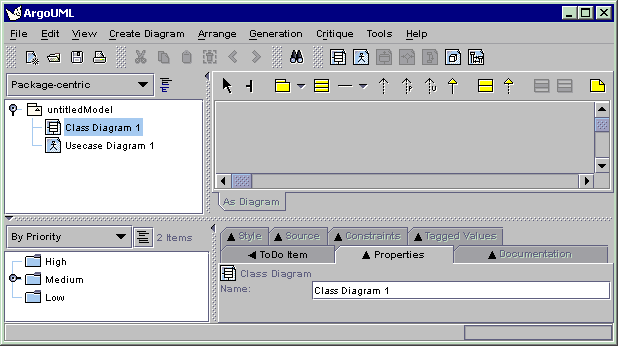 ArgoUML
File Edit View Create Diagram Arrange Generation Critique Tools Help
Package-centric
untitledModel
Class Diagram 1
Usecase Diagram 1
As Diagram
By Priority
2 Items
High
Medium
Low
Style Source Constraints Tagged Values
ToDo Item Properties Documentation
Class Diagram
Name: Class Diagram 1